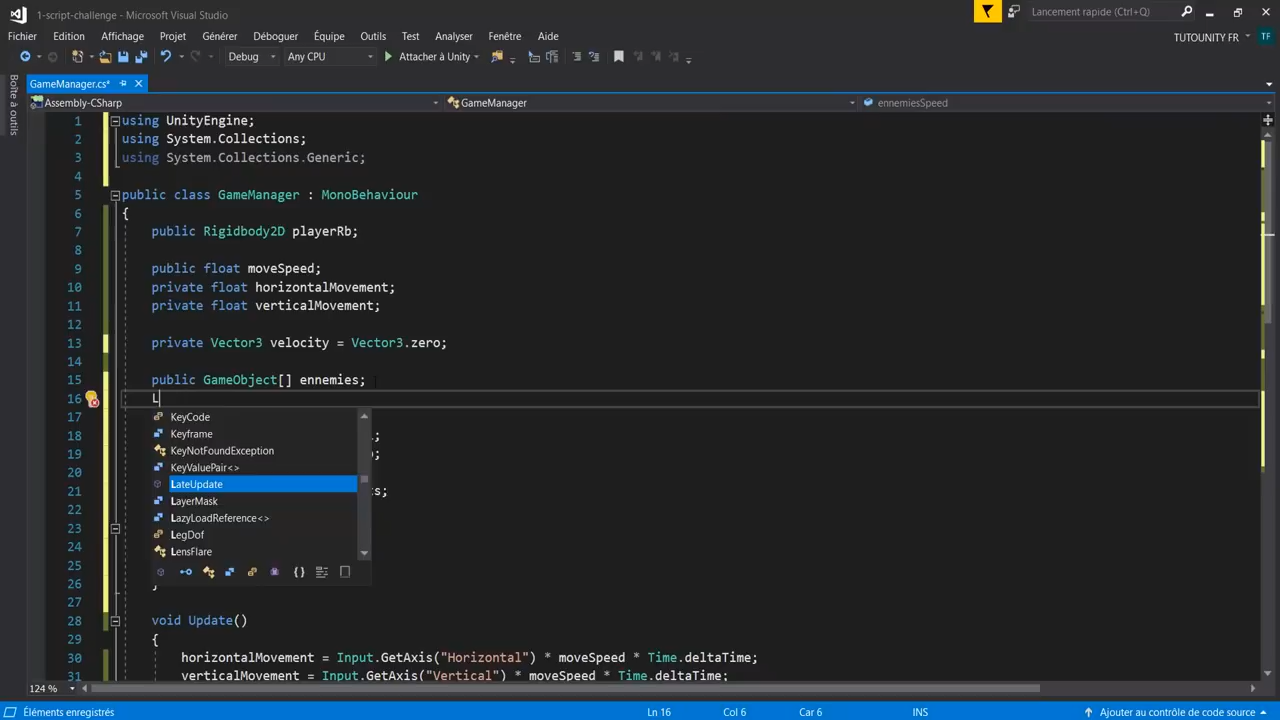 1-script-challenge - Microsoft Visual Studio
Lancement rapide (Ctrl+Q)
Fichier Edition Affichage Projet Générer Déboguer Équipe Outils Test Analyser Fenêtre Aide
TUTOUNITY FR TF
Debug Any CPU Attacher à Unity
Boîte à outils
GameManager.cs*
Assembly-CSharp GameManager ennemiesSpeed
1 using UnityEngine;
2 using System.Collections;
3 using System.Collections.Generic;
4
5 public class GameManager : MonoBehaviour
6 {
7 public Rigidbody2D playerRb;
8
9 public float moveSpeed;
10 private float horizontalMovement;
11 private float verticalMovement;
12
13 private Vector3 velocity = Vector3.zero;
14
15 public GameObject[] ennemies;
16 L
17 KeyCode
Keyframe
18 ;
KeyNotFoundException
19 ;
KeyValuePair<>
20 LateUpdate
21 LayerMask
ts;
22 LazyLoadReference<>
23 LegDof
24 LensFlare
25 {}
26 }
27
28 void Update()
29 {
30 horizontalMovement = Input.GetAxis("Horizontal") * moveSpeed * Time.deltaTime;
31 verticalMovement = Input.GetAxis("Vertical") * moveSpeed * Time.deltaTime;
124 %
Éléments enregistrés Ln 16 Col 6 Car 6 INS Ajouter au contrôle de code source